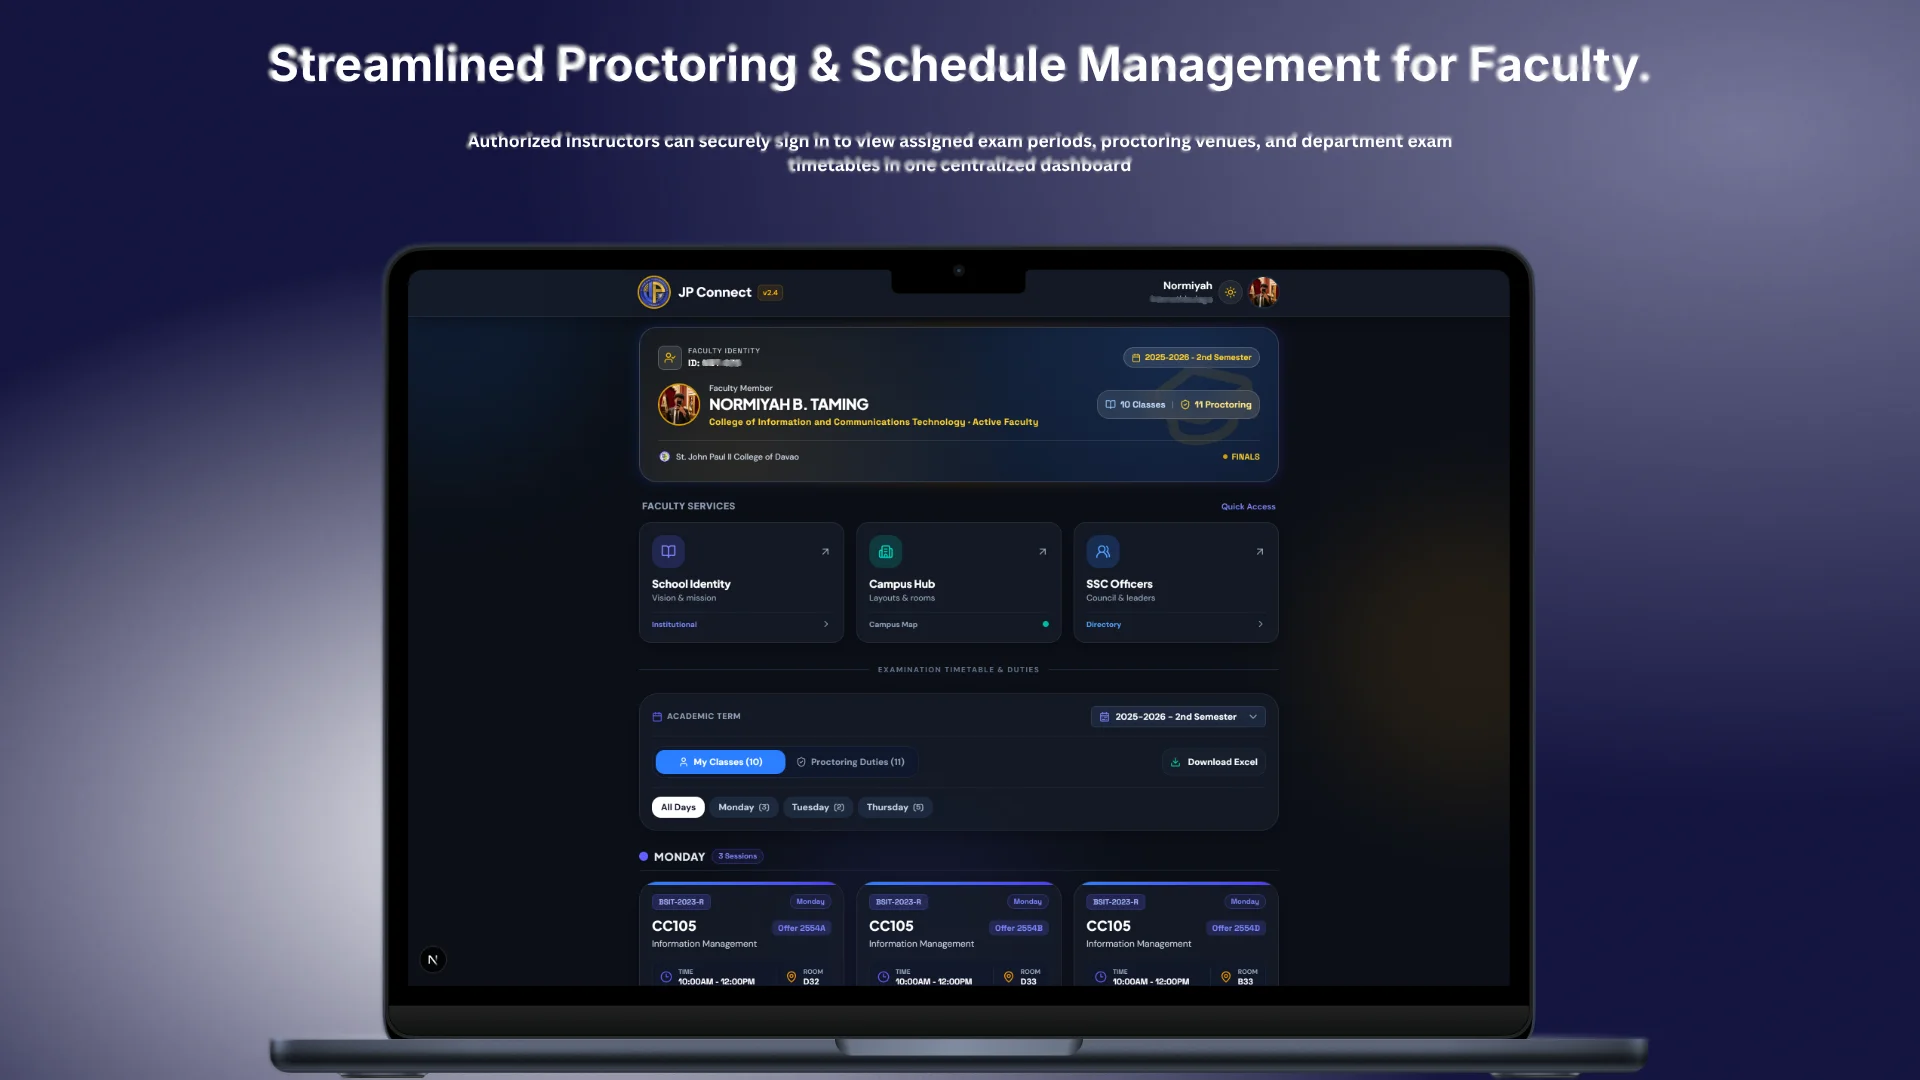 Streamlined Proctoring & Schedule Management for Faculty.
Authorized instructors can securely sign in to view assigned exam periods, proctoring venues, and department exam
timetables in one centralized dashboard
JP Connect v2.4
Normiyah
FACULTY IDENTITY
ID:
2025-2026 - 2nd Semester
Faculty Member
NORMIYAH B. TAMING
College of Information and Communications Technology · Active Faculty
10 Classes | 11 Proctoring
St. John Paul II College of Davao
FINALS
FACULTY SERVICES
Quick Access
School Identity
Vision & mission
Institutional
Campus Hub
Layouts & rooms
Campus Map
SSC Officers
Council & leaders
Directory
EXAMINATION TIMETABLE & DUTIES
ACADEMIC TERM
2025-2026 - 2nd Semester
My Classes (10)
Proctoring Duties (11)
Download Excel
All Days
Monday (3)
Tuesday (2)
Thursday (5)
MONDAY
3 Sessions
BSIT-2023-R
Monday
CC105
Offer 2554A
Information Management
TIME
10:00AM - 12:00PM
ROOM
D32
BSIT-2023-R
Monday
CC105
Offer 2554B
Information Management
TIME
10:00AM - 12:00PM
ROOM
D33
BSIT-2023-R
Monday
CC105
Offer 2554D
Information Management
TIME
10:00AM - 12:00PM
ROOM
B33
N